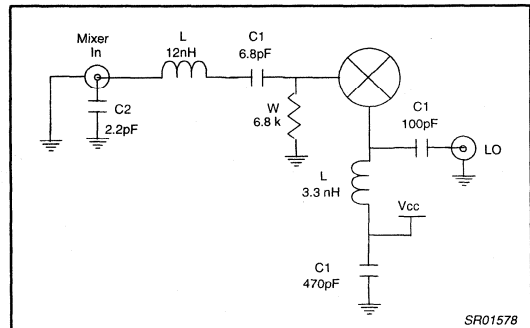 Mixer
In
L
12nH
C1
6.8pF
C2
2.2pF
W
6.8 k
C1
100pF
LO
L
3.3 nH
Vcc
C1
470pF
SR01578